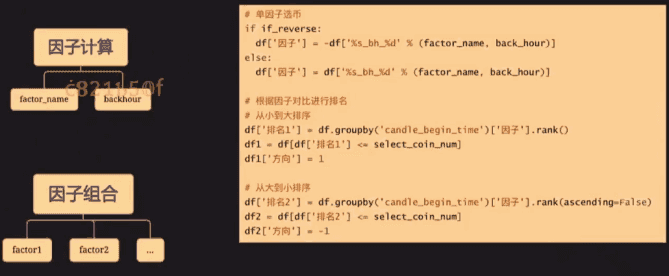 因子计算
factor_name
backhour
c821b50f
因子组合
factor1
factor2
...
# 单因子选币
if if_reverse:
df['因子'] = -df['%s_bh_%d' % (factor_name, back_hour)]
else:
df['因子'] = df['%s_bh_%d' % (factor_name, back_hour)]
# 根据因子对比进行排名
# 从小到大排序
df['排名1'] = df.groupby('candle_begin_time')['因子'].rank()
df1 = df[df['排名1'] <= select_coin_num]
df1['方向'] = 1
# 从大到小排序
df['排名2'] = df.groupby('candle_begin_time')['因子'].rank(ascending=False)
df2 = df[df['排名2'] <= select_coin_num]
df2['方向'] = -1